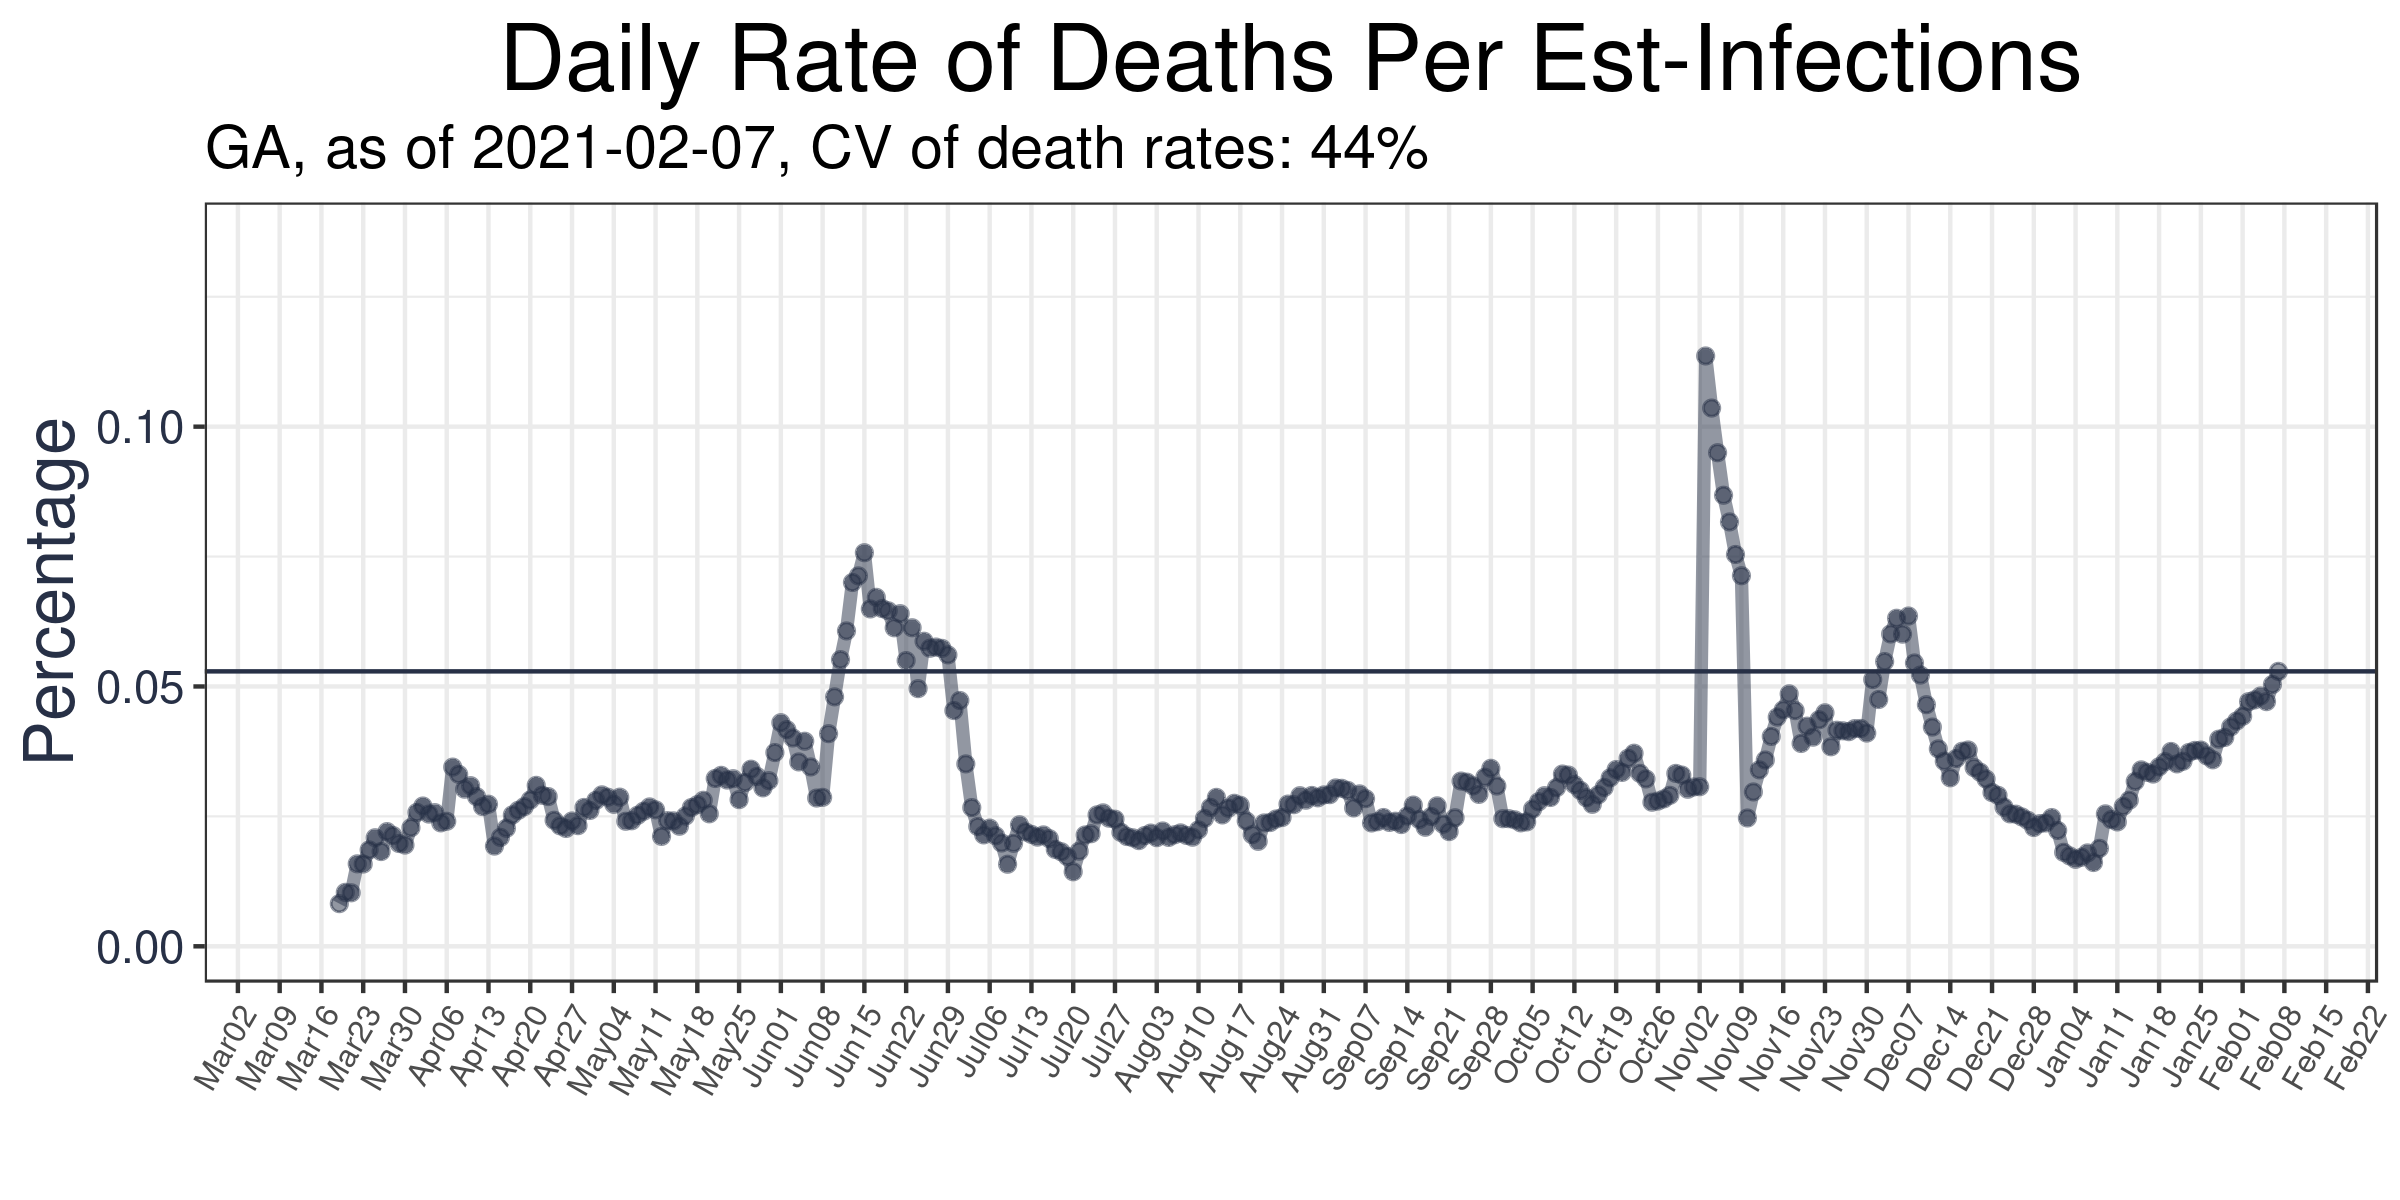 Daily Rate of Deaths Per Est-Infections
GA, as of 2021-02-07, CV of death rates: 44%
Percentage
0.10
0.05
0.00
Mar02 Mar09 Mar16 Mar23 Mar30 Apr06 Apr13 Apr20 Apr27 May04 May11 May18 May25 Jun01 Jun08 Jun15 Jun22 Jun29 Jul06 Jul13 Jul20 Jul27 Aug03 Aug10 Aug17 Aug24 Aug31 Sep07 Sep14 Sep21 Sep28 Oct05 Oct12 Oct19 Oct26 Nov02 Nov09 Nov16 Nov23 Nov30 Dec07 Dec14 Dec21 Dec28 Jan04 Jan11 Jan18 Jan25 Feb01 Feb08 Feb15 Feb22